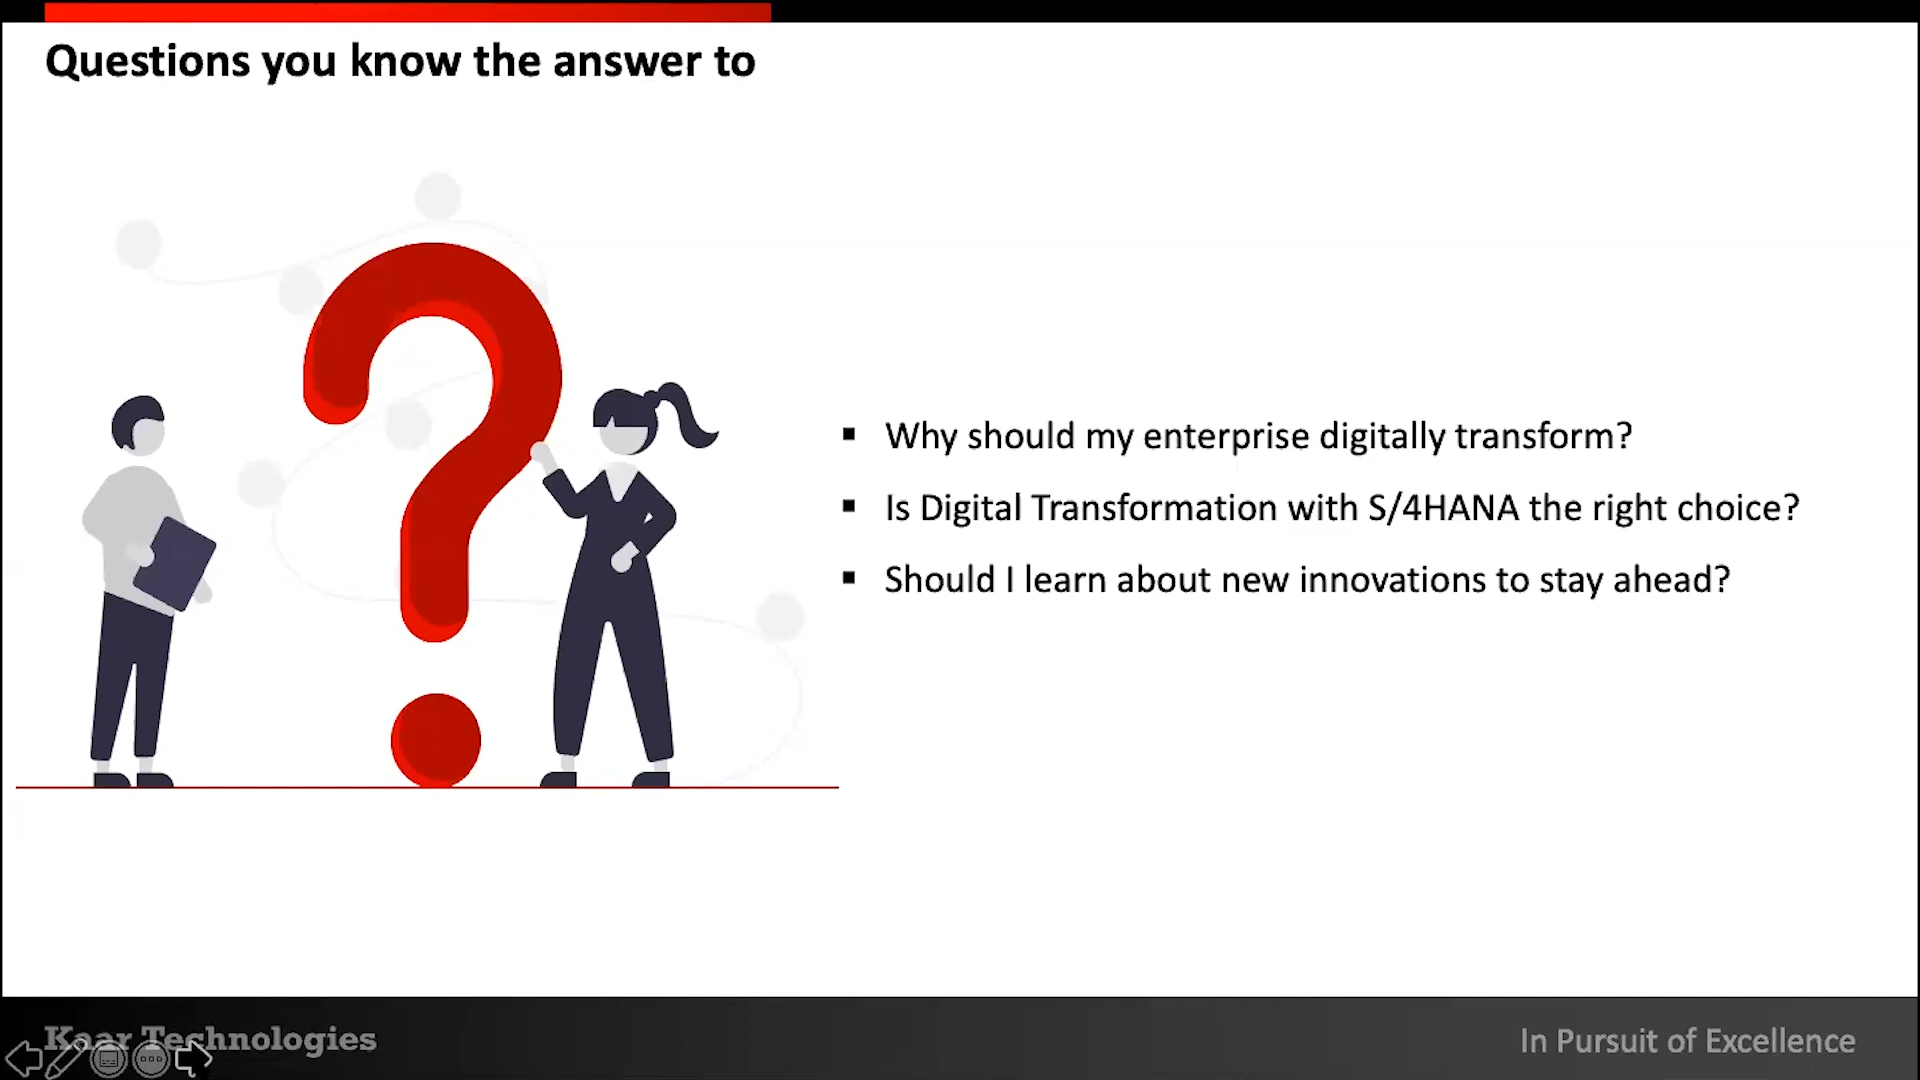 Questions you know the answer to
▪ Why should my enterprise digitally transform?
▪ Is Digital Transformation with S/4HANA the right choice?
▪ Should I learn about new innovations to stay ahead?
Kaar Technologies
In Pursuit of Excellence